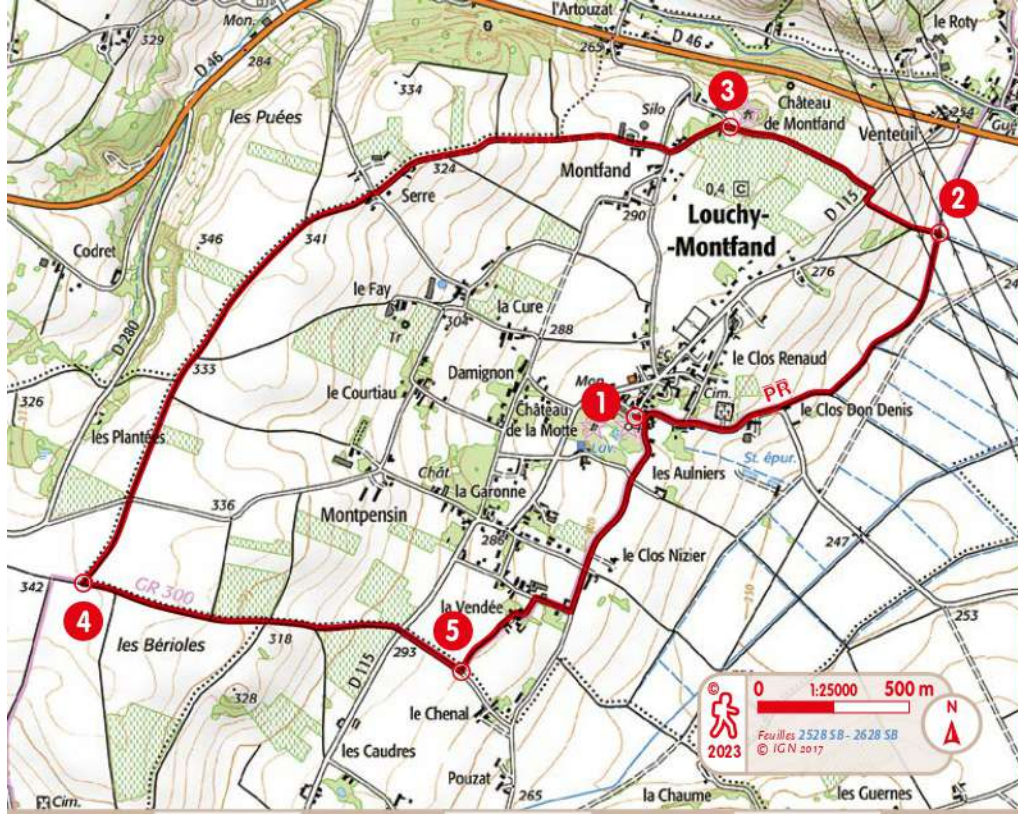 l'Artouzat
le Roty
329
Mon.
D 46
284
265
D 46
334
les Puées
Silo
3
Château
de Montfand
254
Venteuil
Montfand
324
Serre
0,4 C
290
D 115
2
Louchy-
-Montfand
346
341
Codret
276
le Fay
la Cure
304
288
Tr
D 280
333
Damignon
le Clos Renaud
326
le Courtiau
Mon.
Cim.
PR
1
Château
de la Motte
le Clos Don Denis
les Plantées
Lav.
St. épur.
les Aulniers
Chât.
la Garonne
336
Montpensin
286
247
le Clos Nizier
342
GR 300
4
la Vendée
253
5
318
les Bérioles
293
D 115
328
le Chenal
les Caudres
Pouzat
265
Cim.
la Chaume
les Guernes
©
2023
0 1:25000 500 m
Feuilles 2528 SB - 2628 SB
© IGN 2017
N